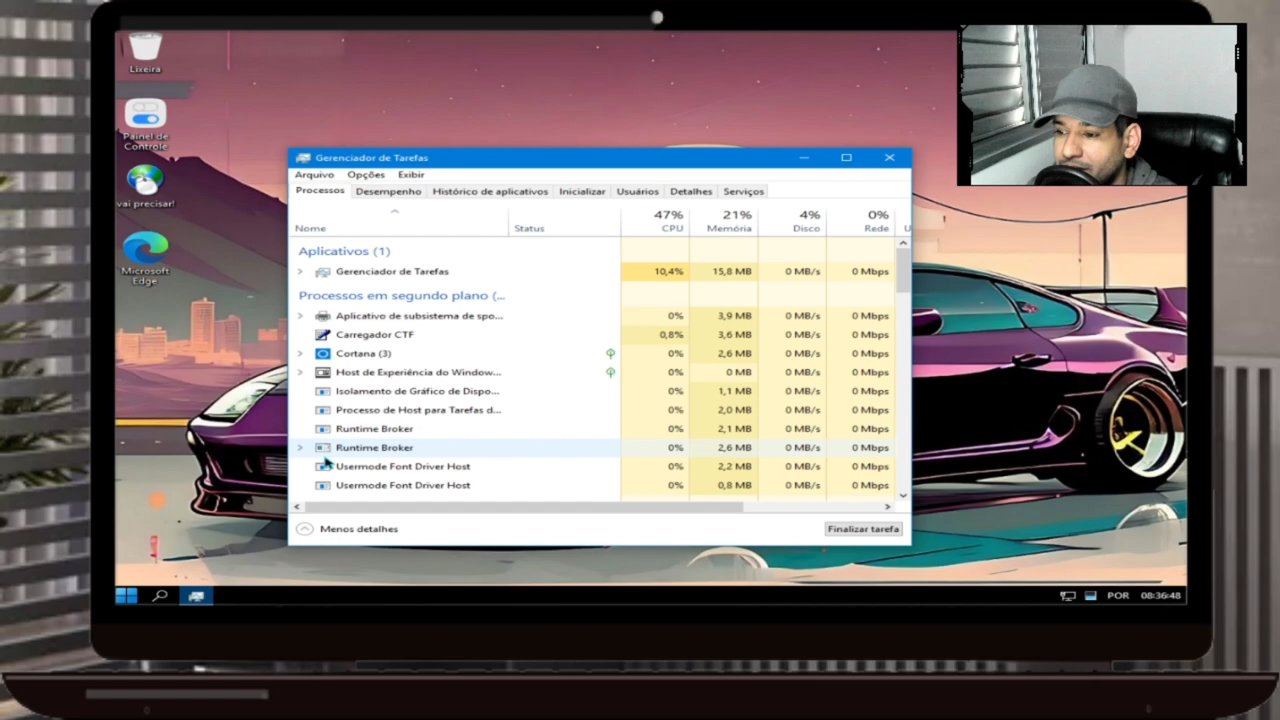 Lixeira
Painel de
Controle
vai precisar!
Microsoft
Edge
Gerenciador de Tarefas
Arquivo Opções Exibir
Processos Desempenho Histórico de aplicativos Inicializar Usuários Detalhes Serviços
47% 21% 4% 0%
Nome Status CPU Memória Disco Rede U
Aplicativos (1)
Gerenciador de Tarefas 10,4% 15,8 MB 0 MB/s 0 Mbps
Processos em segundo plano (...
Aplicativo de subsistema de spo... 0% 3,9 MB 0 MB/s 0 Mbps
Carregador CTF 0,8% 3,6 MB 0 MB/s 0 Mbps
Cortana (3) 0% 2,6 MB 0 MB/s 0 Mbps
Host de Experiência do Window... 0% 0 MB 0 MB/s 0 Mbps
Isolamento de Gráfico de Dispo... 0% 1,1 MB 0 MB/s 0 Mbps
Processo de Host para Tarefas d... 0% 2,0 MB 0 MB/s 0 Mbps
Runtime Broker 0% 2,1 MB 0 MB/s 0 Mbps
Runtime Broker 0% 2,6 MB 0 MB/s 0 Mbps
Usermode Font Driver Host 0% 2,2 MB 0 MB/s 0 Mbps
Usermode Font Driver Host 0% 0,8 MB 0 MB/s 0 Mbps
Menos detalhes Finalizar tarefa
POR 08:36:48